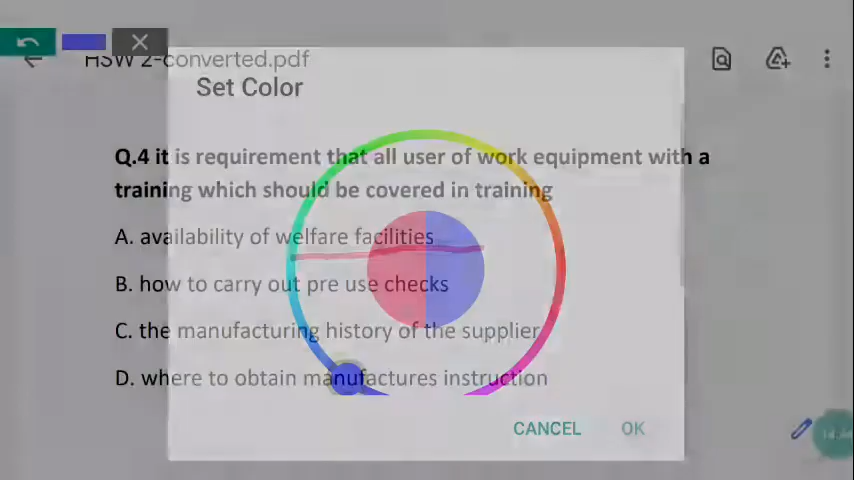 HSW 2-converted.pdf
Set Color
Q.4 it is requirement that all user of work equipment with a
training which should be covered in training
A. availability of welfare facilities
B. how to carry out pre use checks
C. the manufacturing history of the supplier
D. where to obtain manufactures instruction
CANCEL OK